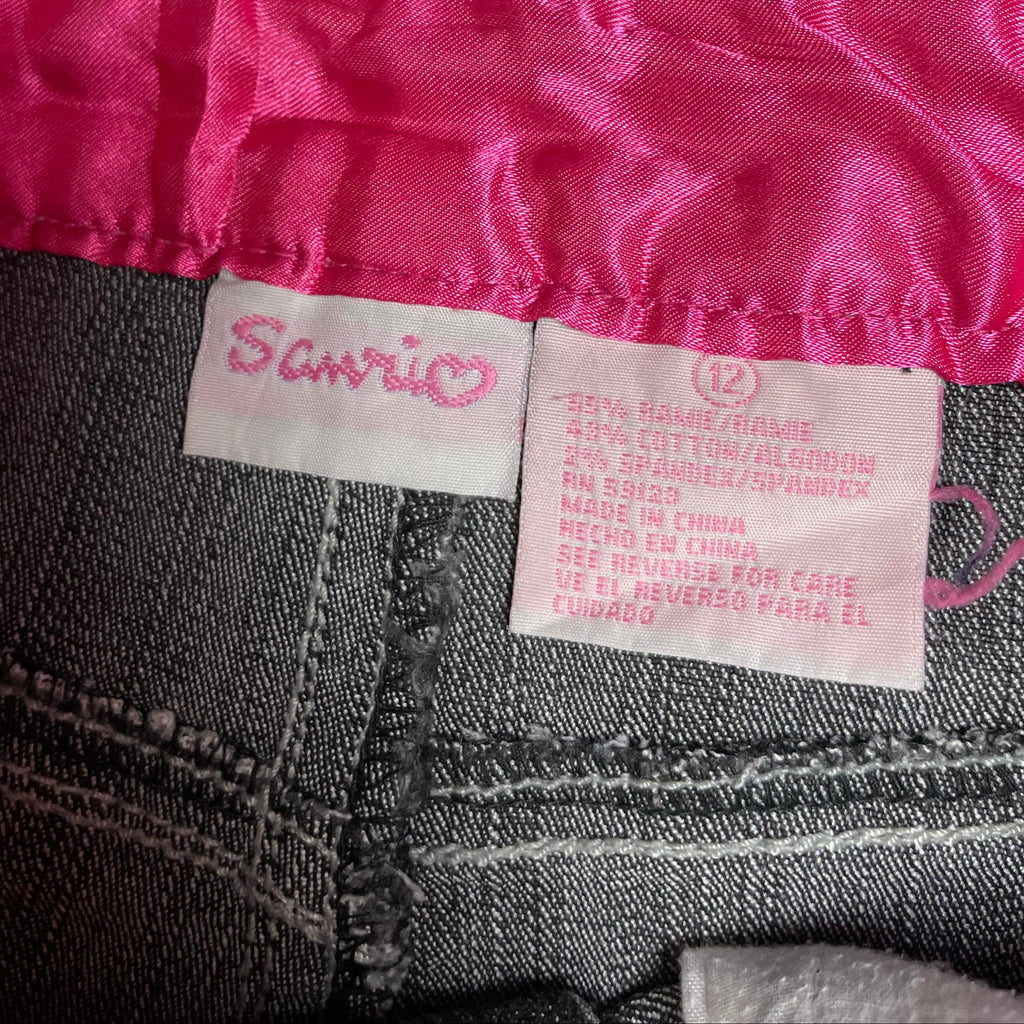 Sanrio
12
55% RAMIE/RAMIE
43% COTTON/ALGODON
2% SPANDEX/SPANDEX
RN
MADE IN CHINA
HECHO EN CHINA
SEE REVERSE FOR CARE
VE EL REVERSO PARA EL
CUIDADO